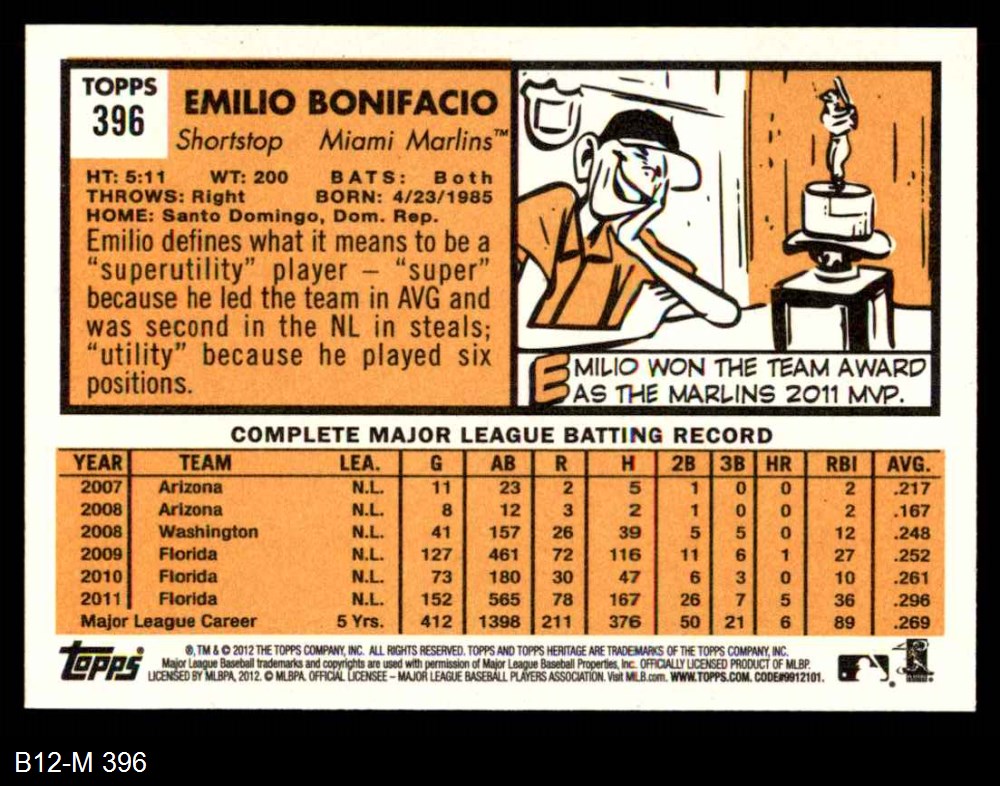 TOPPS
396
EMILIO BONIFACIO
Shortstop Miami Marlins™
HT: 5:11 WT: 200 BATS: Both
THROWS: Right BORN: 4/23/1985
HOME: Santo Domingo, Dom. Rep.
Emilio defines what it means to be a
“superutility” player – “super”
because he led the team in AVG and
was second in the NL in steals;
“utility” because he played six
positions.
EMILIO WON THE TEAM AWARD
AS THE MARLINS 2011 MVP.
COMPLETE MAJOR LEAGUE BATTING RECORD
YEAR TEAM LEA. G AB R H 2B 3B HR RBI AVG.
2007 Arizona N.L. 11 23 2 5 1 0 0 2 .217
2008 Arizona N.L. 8 12 3 2 1 0 0 2 .167
2008 Washington N.L. 41 157 26 39 5 5 0 12 .248
2009 Florida N.L. 127 461 72 116 11 6 1 27 .252
2010 Florida N.L. 73 180 30 47 6 3 0 10 .261
2011 Florida N.L. 152 565 78 167 26 7 5 36 .296
Major League Career 5 Yrs. 412 1398 211 376 50 21 6 89 .269
Topps
®, TM & © 2012 THE TOPPS COMPANY, INC. ALL RIGHTS RESERVED. TOPPS AND TOPPS HERITAGE ARE TRADEMARKS OF THE TOPPS COMPANY, INC.
Major League Baseball trademarks and copyrights are used with permission of Major League Baseball Properties, Inc. OFFICIALLY LICENSED PRODUCT OF MLBP.
LICENSED BY MLBPA, 2012. © MLBPA. OFFICIAL LICENSEE – MAJOR LEAGUE BASEBALL PLAYERS ASSOCIATION. Visit MLB.com. WWW.TOPPS.COM. CODE#9912101.
B12-M 396